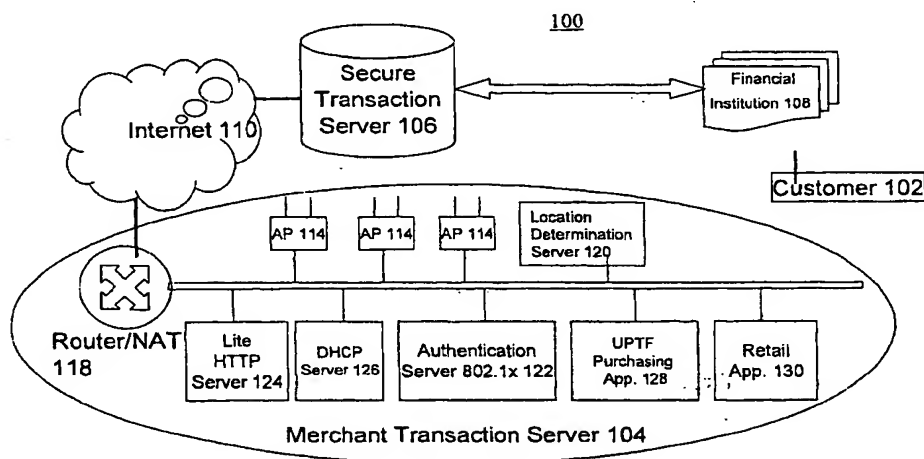 100
Secure
Transaction
Server 106
Financial
Institution 108
Internet 110
Customer 102
AP 114
AP 114
AP 114
Location
Determination
Server 120
Router/NAT
118
Lite
HTTP
Server 124
DHCP
Server 126
Authentication
Server 802.1x 122
UPTF
Purchasing
App. 128
Retail
App. 130
Merchant Transaction Server 104